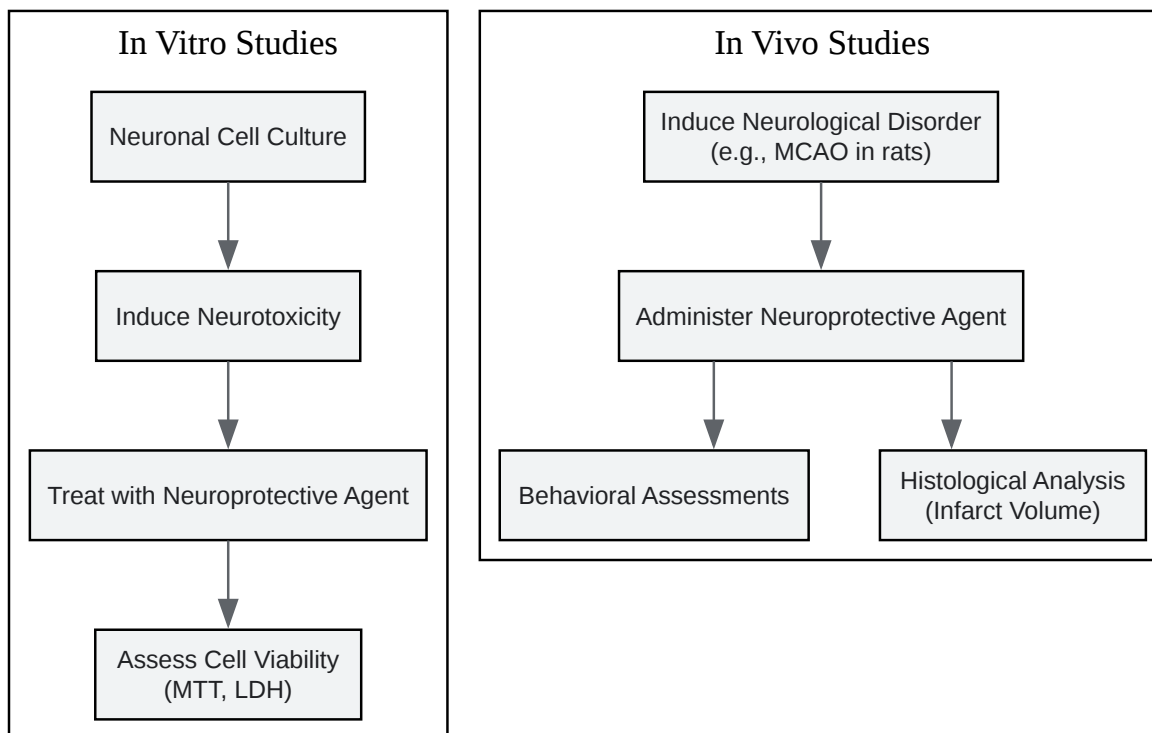 In Vitro Studies
Neuronal Cell Culture
Induce Neurotoxicity
Treat with Neuroprotective Agent
Assess Cell Viability
(MTT, LDH)
In Vivo Studies
Induce Neurological Disorder
(e.g., MCAO in rats)
Administer Neuroprotective Agent
Behavioral Assessments
Histological Analysis
(Infarct Volume)